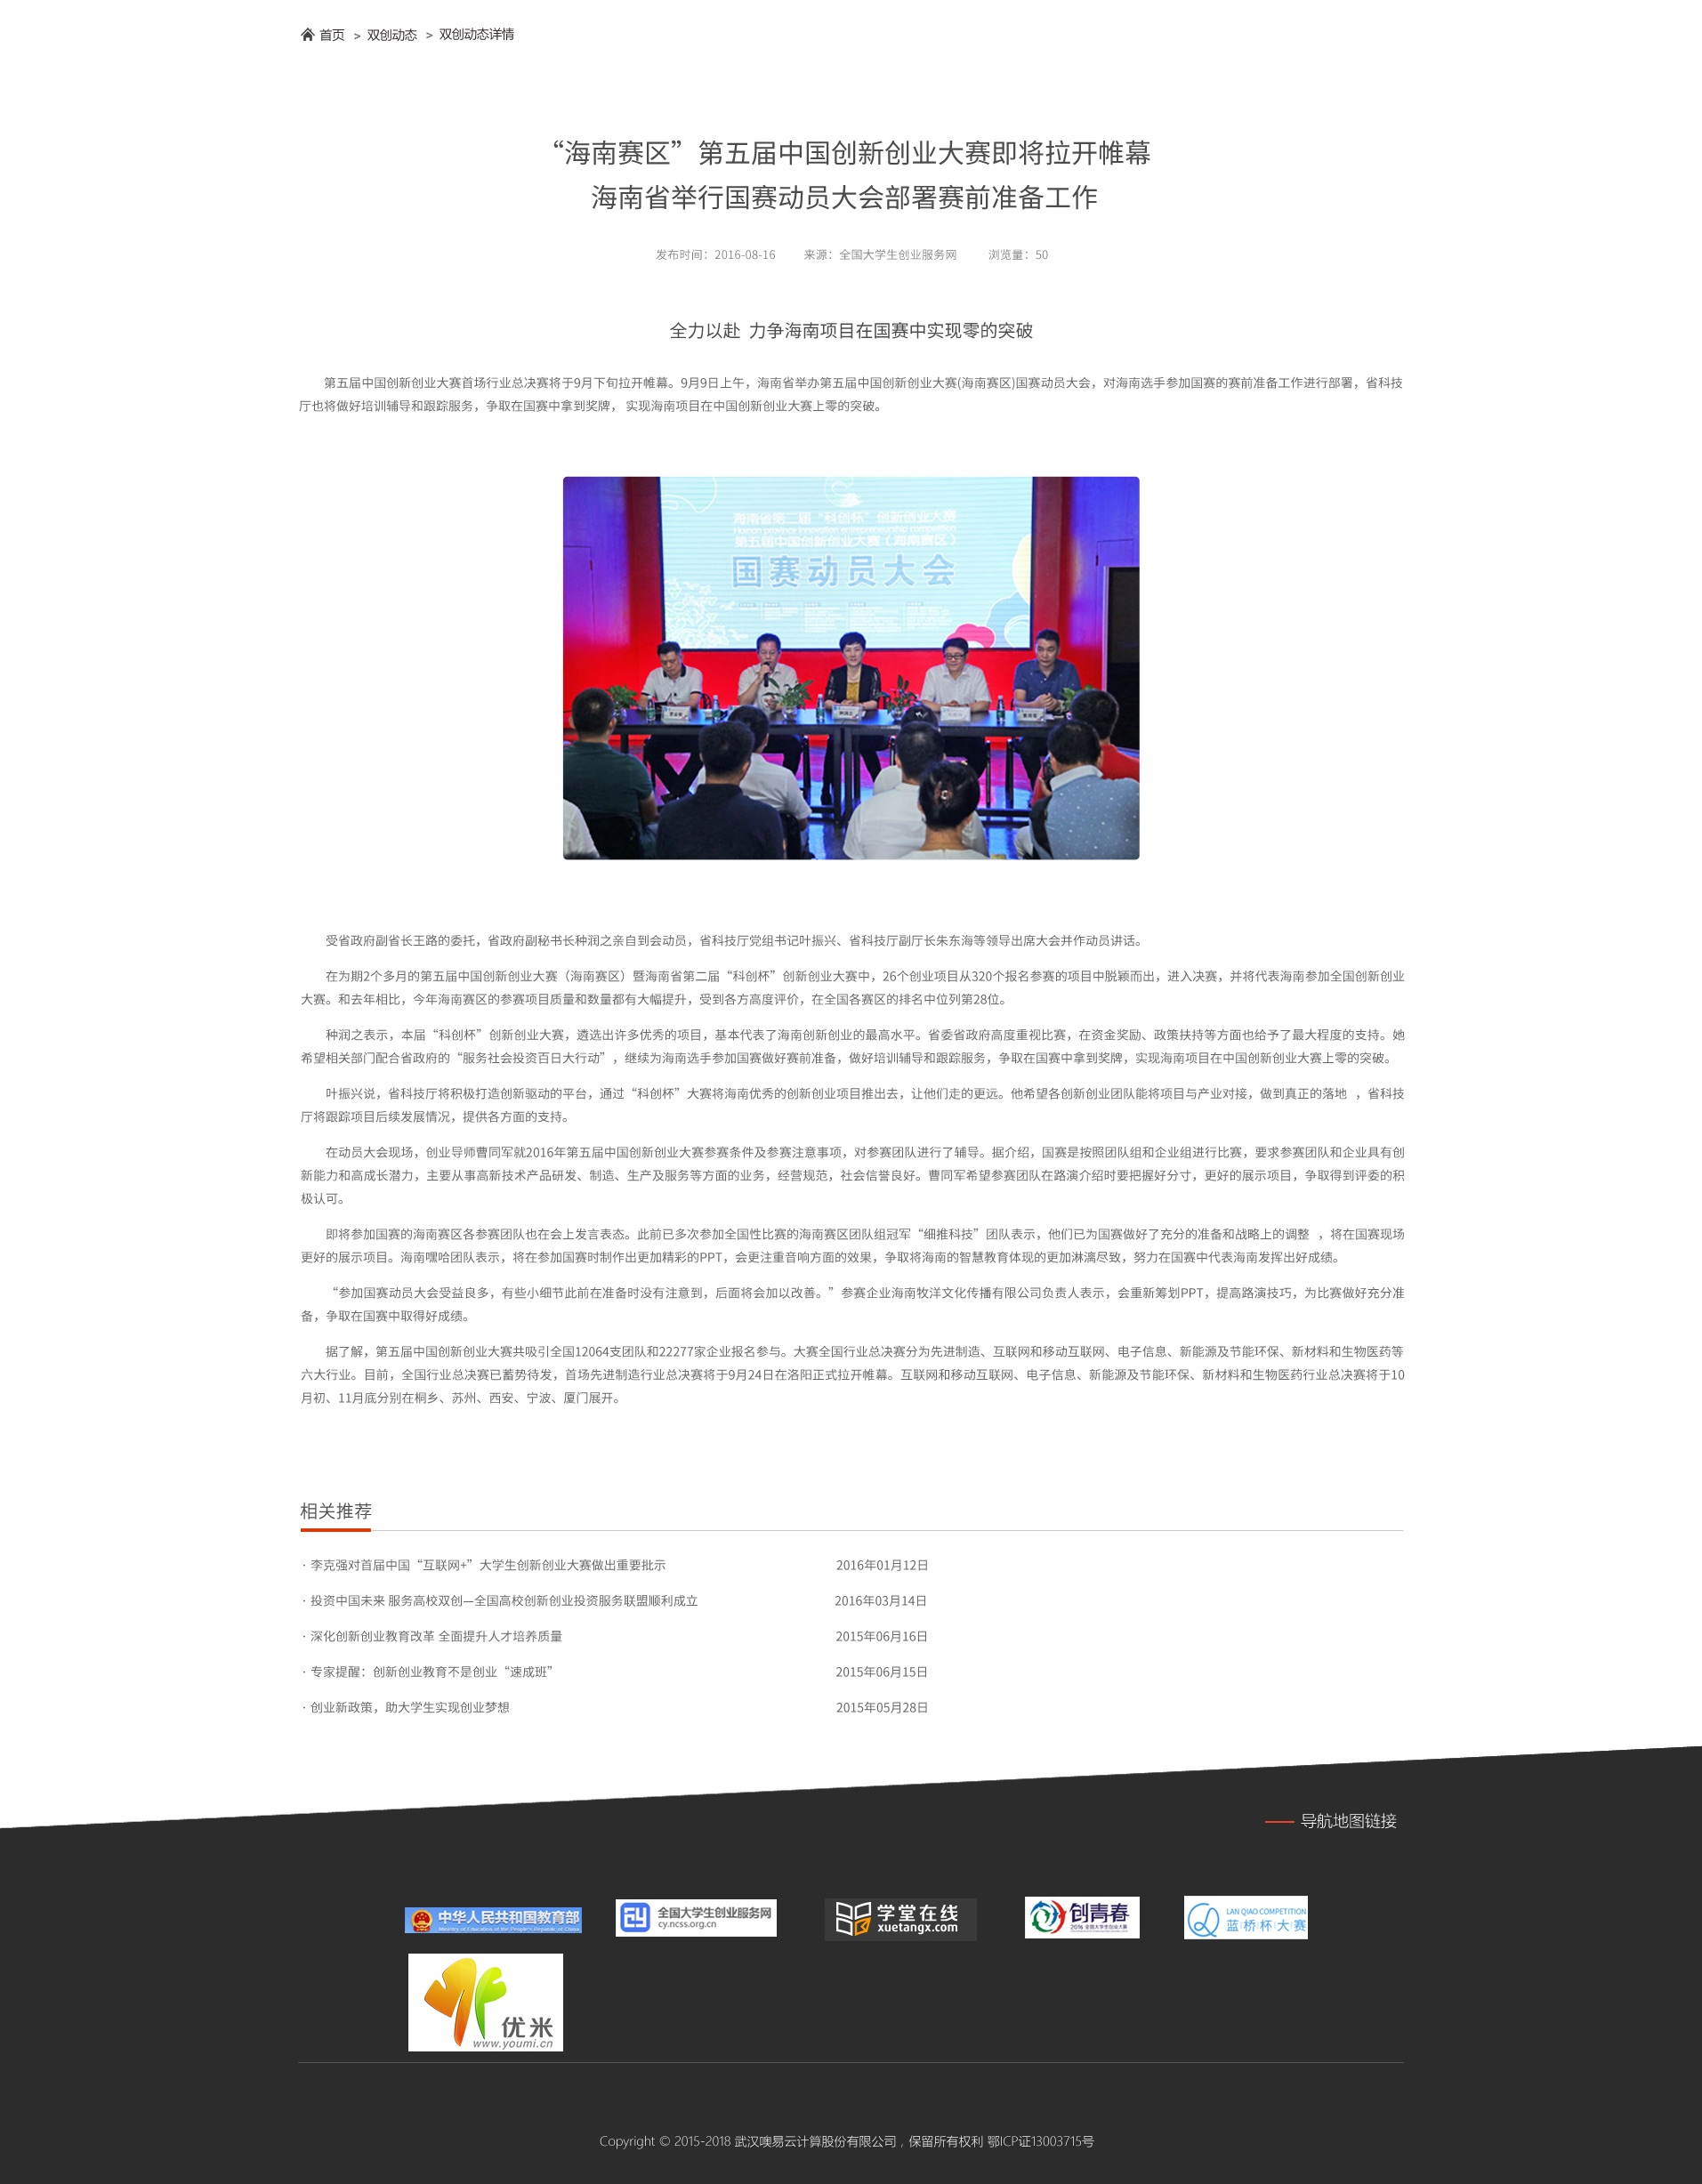 首页 > 双创动态 > 双创动态详情
“海南赛区”第五届中国创新创业大赛即将拉开帷幕
海南省举行国赛动员大会部署赛前准备工作
发布时间：2016-08-16 来源：全国大学生创业服务网 浏览量：50
全力以赴 力争海南项目在国赛中实现零的突破
第五届中国创新创业大赛首场行业总决赛将于9月下旬拉开帷幕。9月9日上午，海南省举办第五届中国创新创业大赛(海南赛区)国赛动员大会，对海南选手参加国赛的赛前准备工作进行部署，省科技
厅也将做好培训辅导和跟踪服务，争取在国赛中拿到奖牌， 实现海南项目在中国创新创业大赛上零的突破。
海南省第二届“科创杯”创新创业大赛
Hainan province innovation entrepreneurship competition
第五届中国创新创业大赛（海南赛区）
国赛动员大会
受省政府副省长王路的委托，省政府副秘书长种润之亲自到会动员，省科技厅党组书记叶振兴、省科技厅副厅长朱东海等领导出席大会并作动员讲话。
在为期2个多月的第五届中国创新创业大赛（海南赛区）暨海南省第二届“科创杯”创新创业大赛中，26个创业项目从320个报名参赛的项目中脱颖而出，进入决赛，并将代表海南参加全国创新创业
大赛。和去年相比，今年海南赛区的参赛项目质量和数量都有大幅提升，受到各方高度评价，在全国各赛区的排名中位列第28位。
种润之表示，本届“科创杯”创新创业大赛，遴选出许多优秀的项目，基本代表了海南创新创业的最高水平。省委省政府高度重视比赛，在资金奖励、政策扶持等方面也给予了最大程度的支持。她
希望相关部门配合省政府的“服务社会投资百日大行动”，继续为海南选手参加国赛做好赛前准备，做好培训辅导和跟踪服务，争取在国赛中拿到奖牌，实现海南项目在中国创新创业大赛上零的突破。
叶振兴说，省科技厅将积极打造创新驱动的平台，通过“科创杯”大赛将海南优秀的创新创业项目推出去，让他们走的更远。他希望各创新创业团队能将项目与产业对接，做到真正的落地 ，省科技
厅将跟踪项目后续发展情况，提供各方面的支持。
在动员大会现场，创业导师曹同军就2016年第五届中国创新创业大赛参赛条件及参赛注意事项，对参赛团队进行了辅导。据介绍，国赛是按照团队组和企业组进行比赛，要求参赛团队和企业具有创
新能力和高成长潜力，主要从事高新技术产品研发、制造、生产及服务等方面的业务，经营规范，社会信誉良好。曹同军希望参赛团队在路演介绍时要把握好分寸，更好的展示项目，争取得到评委的积
极认可。
即将参加国赛的海南赛区各参赛团队也在会上发言表态。此前已多次参加全国性比赛的海南赛区团队组冠军“细推科技”团队表示，他们已为国赛做好了充分的准备和战略上的调整 ，将在国赛现场
更好的展示项目。海南嘿哈团队表示，将在参加国赛时制作出更加精彩的PPT，会更注重音响方面的效果，争取将海南的智慧教育体现的更加淋漓尽致，努力在国赛中代表海南发挥出好成绩。
“参加国赛动员大会受益良多，有些小细节此前在准备时没有注意到，后面将会加以改善。”参赛企业海南牧洋文化传播有限公司负责人表示，会重新筹划PPT，提高路演技巧，为比赛做好充分准
备，争取在国赛中取得好成绩。
据了解，第五届中国创新创业大赛共吸引全国12064支团队和22277家企业报名参与。大赛全国行业总决赛分为先进制造、互联网和移动互联网、电子信息、新能源及节能环保、新材料和生物医药等
六大行业。目前，全国行业总决赛已蓄势待发，首场先进制造行业总决赛将于9月24日在洛阳正式拉开帷幕。互联网和移动互联网、电子信息、新能源及节能环保、新材料和生物医药行业总决赛将于10
月初、11月底分别在桐乡、苏州、西安、宁波、厦门展开。
相关推荐
· 李克强对首届中国“互联网+”大学生创新创业大赛做出重要批示 2016年01月12日
· 投资中国未来 服务高校双创—全国高校创新创业投资服务联盟顺利成立 2016年03月14日
· 深化创新创业教育改革 全面提升人才培养质量 2015年06月16日
· 专家提醒：创新创业教育不是创业“速成班” 2015年06月15日
· 创业新政策，助大学生实现创业梦想 2015年05月28日
导航地图链接
中华人民共和国教育部
Ministry of Education of the People's Republic of China
全国大学生创业服务网
cy.ncss.org.cn
学堂在线
xuetangx.com
创青春
2016 全国大学生创业大赛
LAN QIAO COMPETITION
蓝桥杯大赛
优米
www.youmi.cn
Copyright © 2015-2018 武汉噢易云计算股份有限公司，保留所有权利 鄂ICP证13003715号